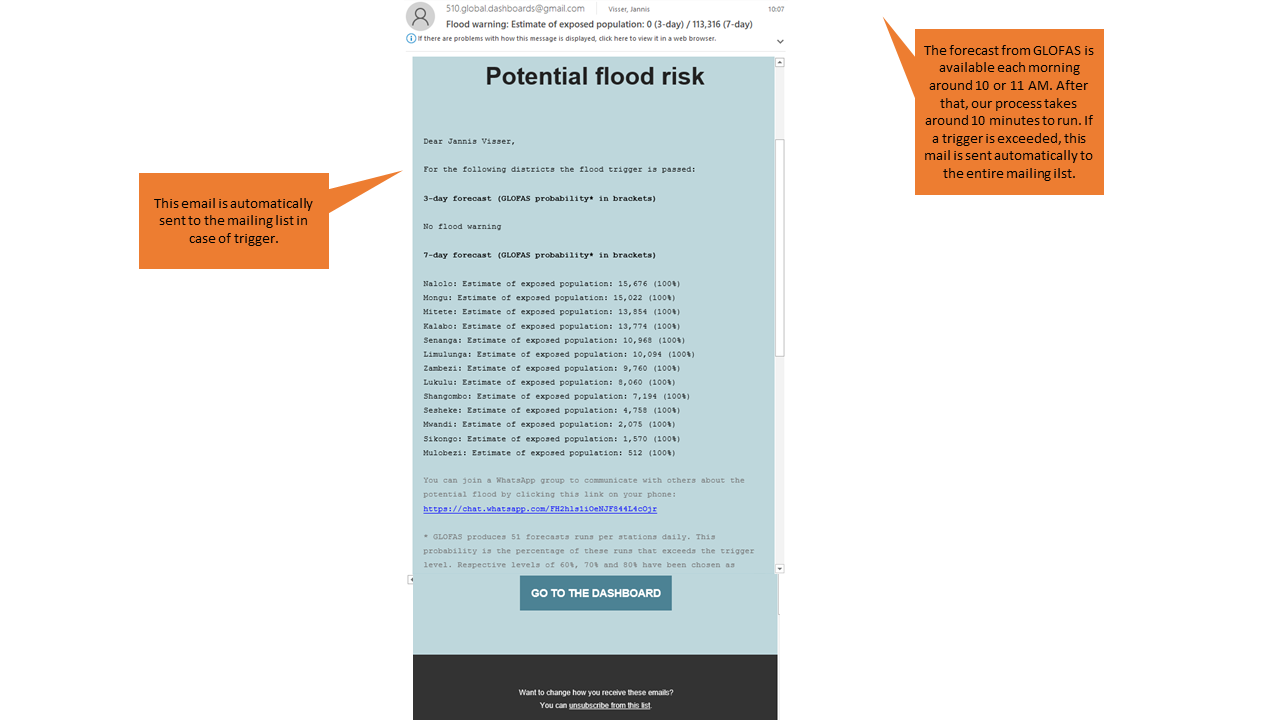 510.global.dashboards@gmail.com
Visser, Jannis
10:07
Flood warning: Estimate of exposed population: 0 (3-day) / 113,316 (7-day)
If there are problems with how this message is displayed, click here to view it in a web browser.
Potential flood risk
Dear Jannis Visser,
For the following districts the flood trigger is passed:
3-day forecast (GLOFAS probability* in brackets)
No flood warning
7-day forecast (GLOFAS probability* in brackets)
Nalolo: Estimate of exposed population: 15,676 (100%)
Mongu: Estimate of exposed population: 15,022 (100%)
Mitete: Estimate of exposed population: 13,854 (100%)
Kalabo: Estimate of exposed population: 13,774 (100%)
Senanga: Estimate of exposed population: 10,968 (100%)
Limulunga: Estimate of exposed population: 10,094 (100%)
Zambezi: Estimate of exposed population: 9,760 (100%)
Lukulu: Estimate of exposed population: 8,060 (100%)
Shangombo: Estimate of exposed population: 7,194 (100%)
Sesheke: Estimate of exposed population: 4,758 (100%)
Mwandi: Estimate of exposed population: 2,075 (100%)
Sikongo: Estimate of exposed population: 1,570 (100%)
Mulobezi: Estimate of exposed population: 512 (100%)
You can join a WhatsApp group to communicate with others about the
potential flood by clicking this link on your phone:
https://chat.whatsapp.com/FH2hls1iOeNJF844L4cOjr
* GLOFAS produces 51 forecasts runs per stations daily. This
probability is the percentage of these runs that exceeds the trigger
level. Respective levels of 60%, 70% and 80% have been chosen as
GO TO THE DASHBOARD
Want to change how you receive these emails?
You can unsubscribe from this list.
This email is automatically
sent to the mailing list in
case of trigger.
The forecast from GLOFAS is
available each morning
around 10 or 11 AM. After
that, our process takes
around 10 minutes to run. If
a trigger is exceeded, this
mail is sent automatically to
the entire mailing ilst.